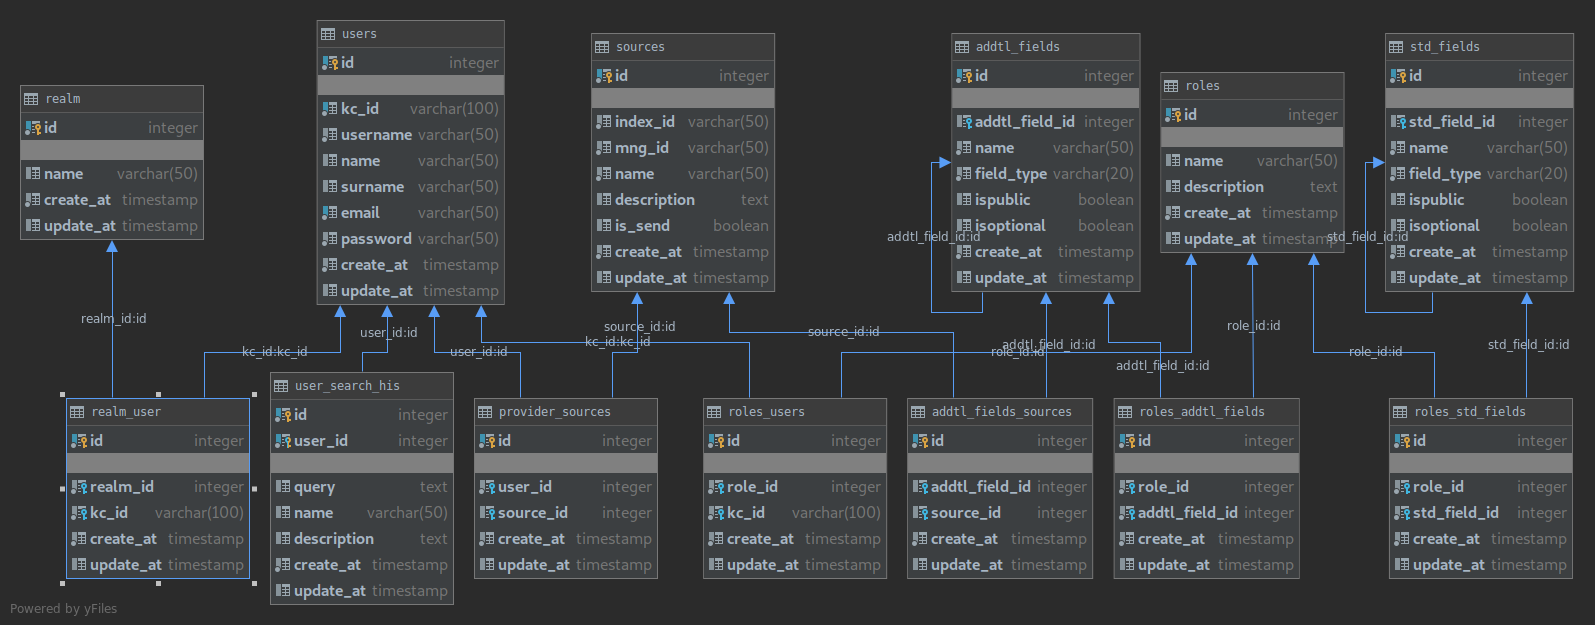 realm
id integer
name varchar(50)
create_at timestamp
update_at timestamp
users
id integer
kc_id varchar(100)
username varchar(50)
name varchar(50)
surname varchar(50)
email varchar(50)
password varchar(50)
create_at timestamp
update_at timestamp
sources
id integer
index_id varchar(50)
mng_id varchar(50)
name varchar(50)
description text
is_send boolean
create_at timestamp
update_at timestamp
addtl_fields
id integer
addtl_field_id integer
name varchar(50)
field_type varchar(20)
ispublic boolean
isoptional boolean
create_at timestamp
update_at timestamp
roles
id integer
name varchar(50)
description text
create_at timestamp
update_at timestamp
std_fields
id integer
std_field_id integer
name varchar(50)
field_type varchar(20)
ispublic boolean
isoptional boolean
create_at timestamp
update_at timestamp
addtl_field_id:id
std_field_id:id
realm_id:id
kc_id:kc_id
user_id:id
user_id:id
source_id:id
kc_id:kc_id
source_id:id
addtl_field_id:id
role_id:id
addtl_field_id:id
role_id:id
role_id:id
std_field_id:id
realm_user
id integer
realm_id integer
kc_id varchar(100)
create_at timestamp
update_at timestamp
user_search_his
id integer
user_id integer
query text
name varchar(50)
description text
create_at timestamp
update_at timestamp
provider_sources
id integer
user_id integer
source_id integer
create_at timestamp
update_at timestamp
roles_users
id integer
role_id integer
kc_id varchar(100)
create_at timestamp
update_at timestamp
addtl_fields_sources
id integer
addtl_field_id integer
source_id integer
create_at timestamp
update_at timestamp
roles_addtl_fields
id integer
role_id integer
addtl_field_id integer
create_at timestamp
update_at timestamp
roles_std_fields
id integer
role_id integer
std_field_id integer
create_at timestamp
update_at timestamp
Powered by yFiles